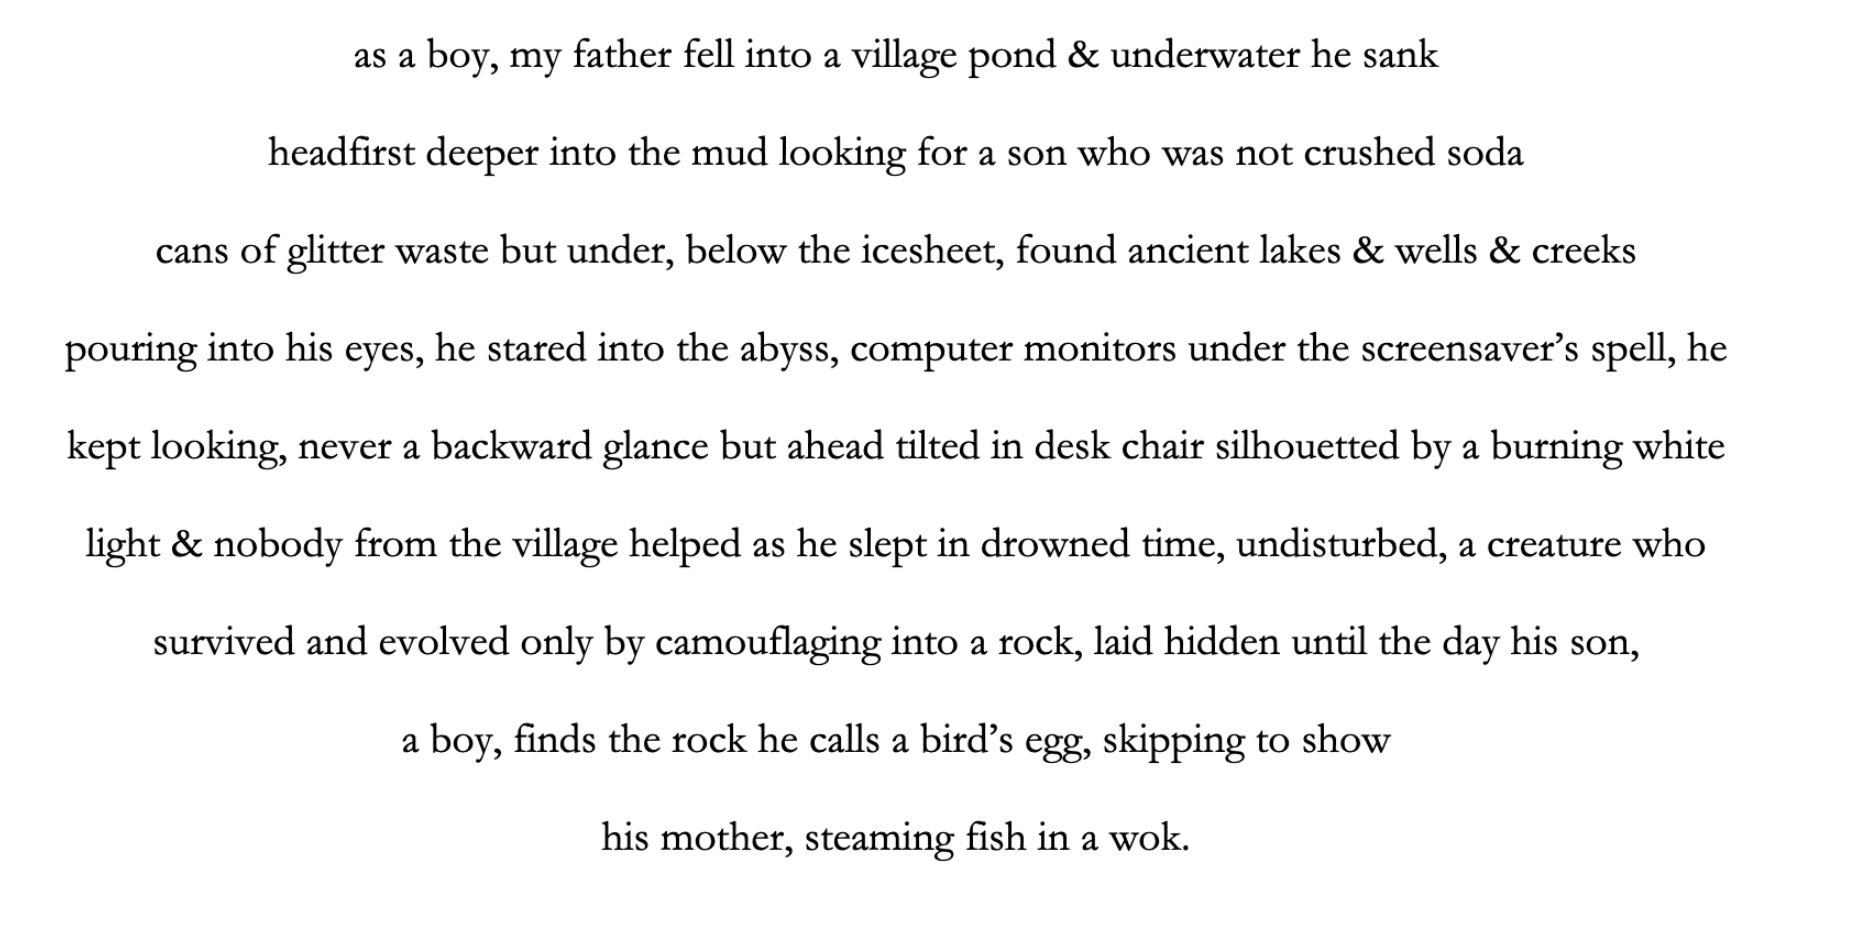 as a boy, my father fell into a village pond & underwater he sank
headfirst deeper into the mud looking for a son who was not crushed soda
cans of glitter waste but under, below the icesheet, found ancient lakes & wells & creeks
pouring into his eyes, he stared into the abyss, computer monitors under the screensaver’s spell, he
kept looking, never a backward glance but ahead tilted in desk chair silhouetted by a burning white
light & nobody from the village helped as he slept in drowned time, undisturbed, a creature who
survived and evolved only by camouflaging into a rock, laid hidden until the day his son,
a boy, finds the rock he calls a bird’s egg, skipping to show
his mother, steaming fish in a wok.